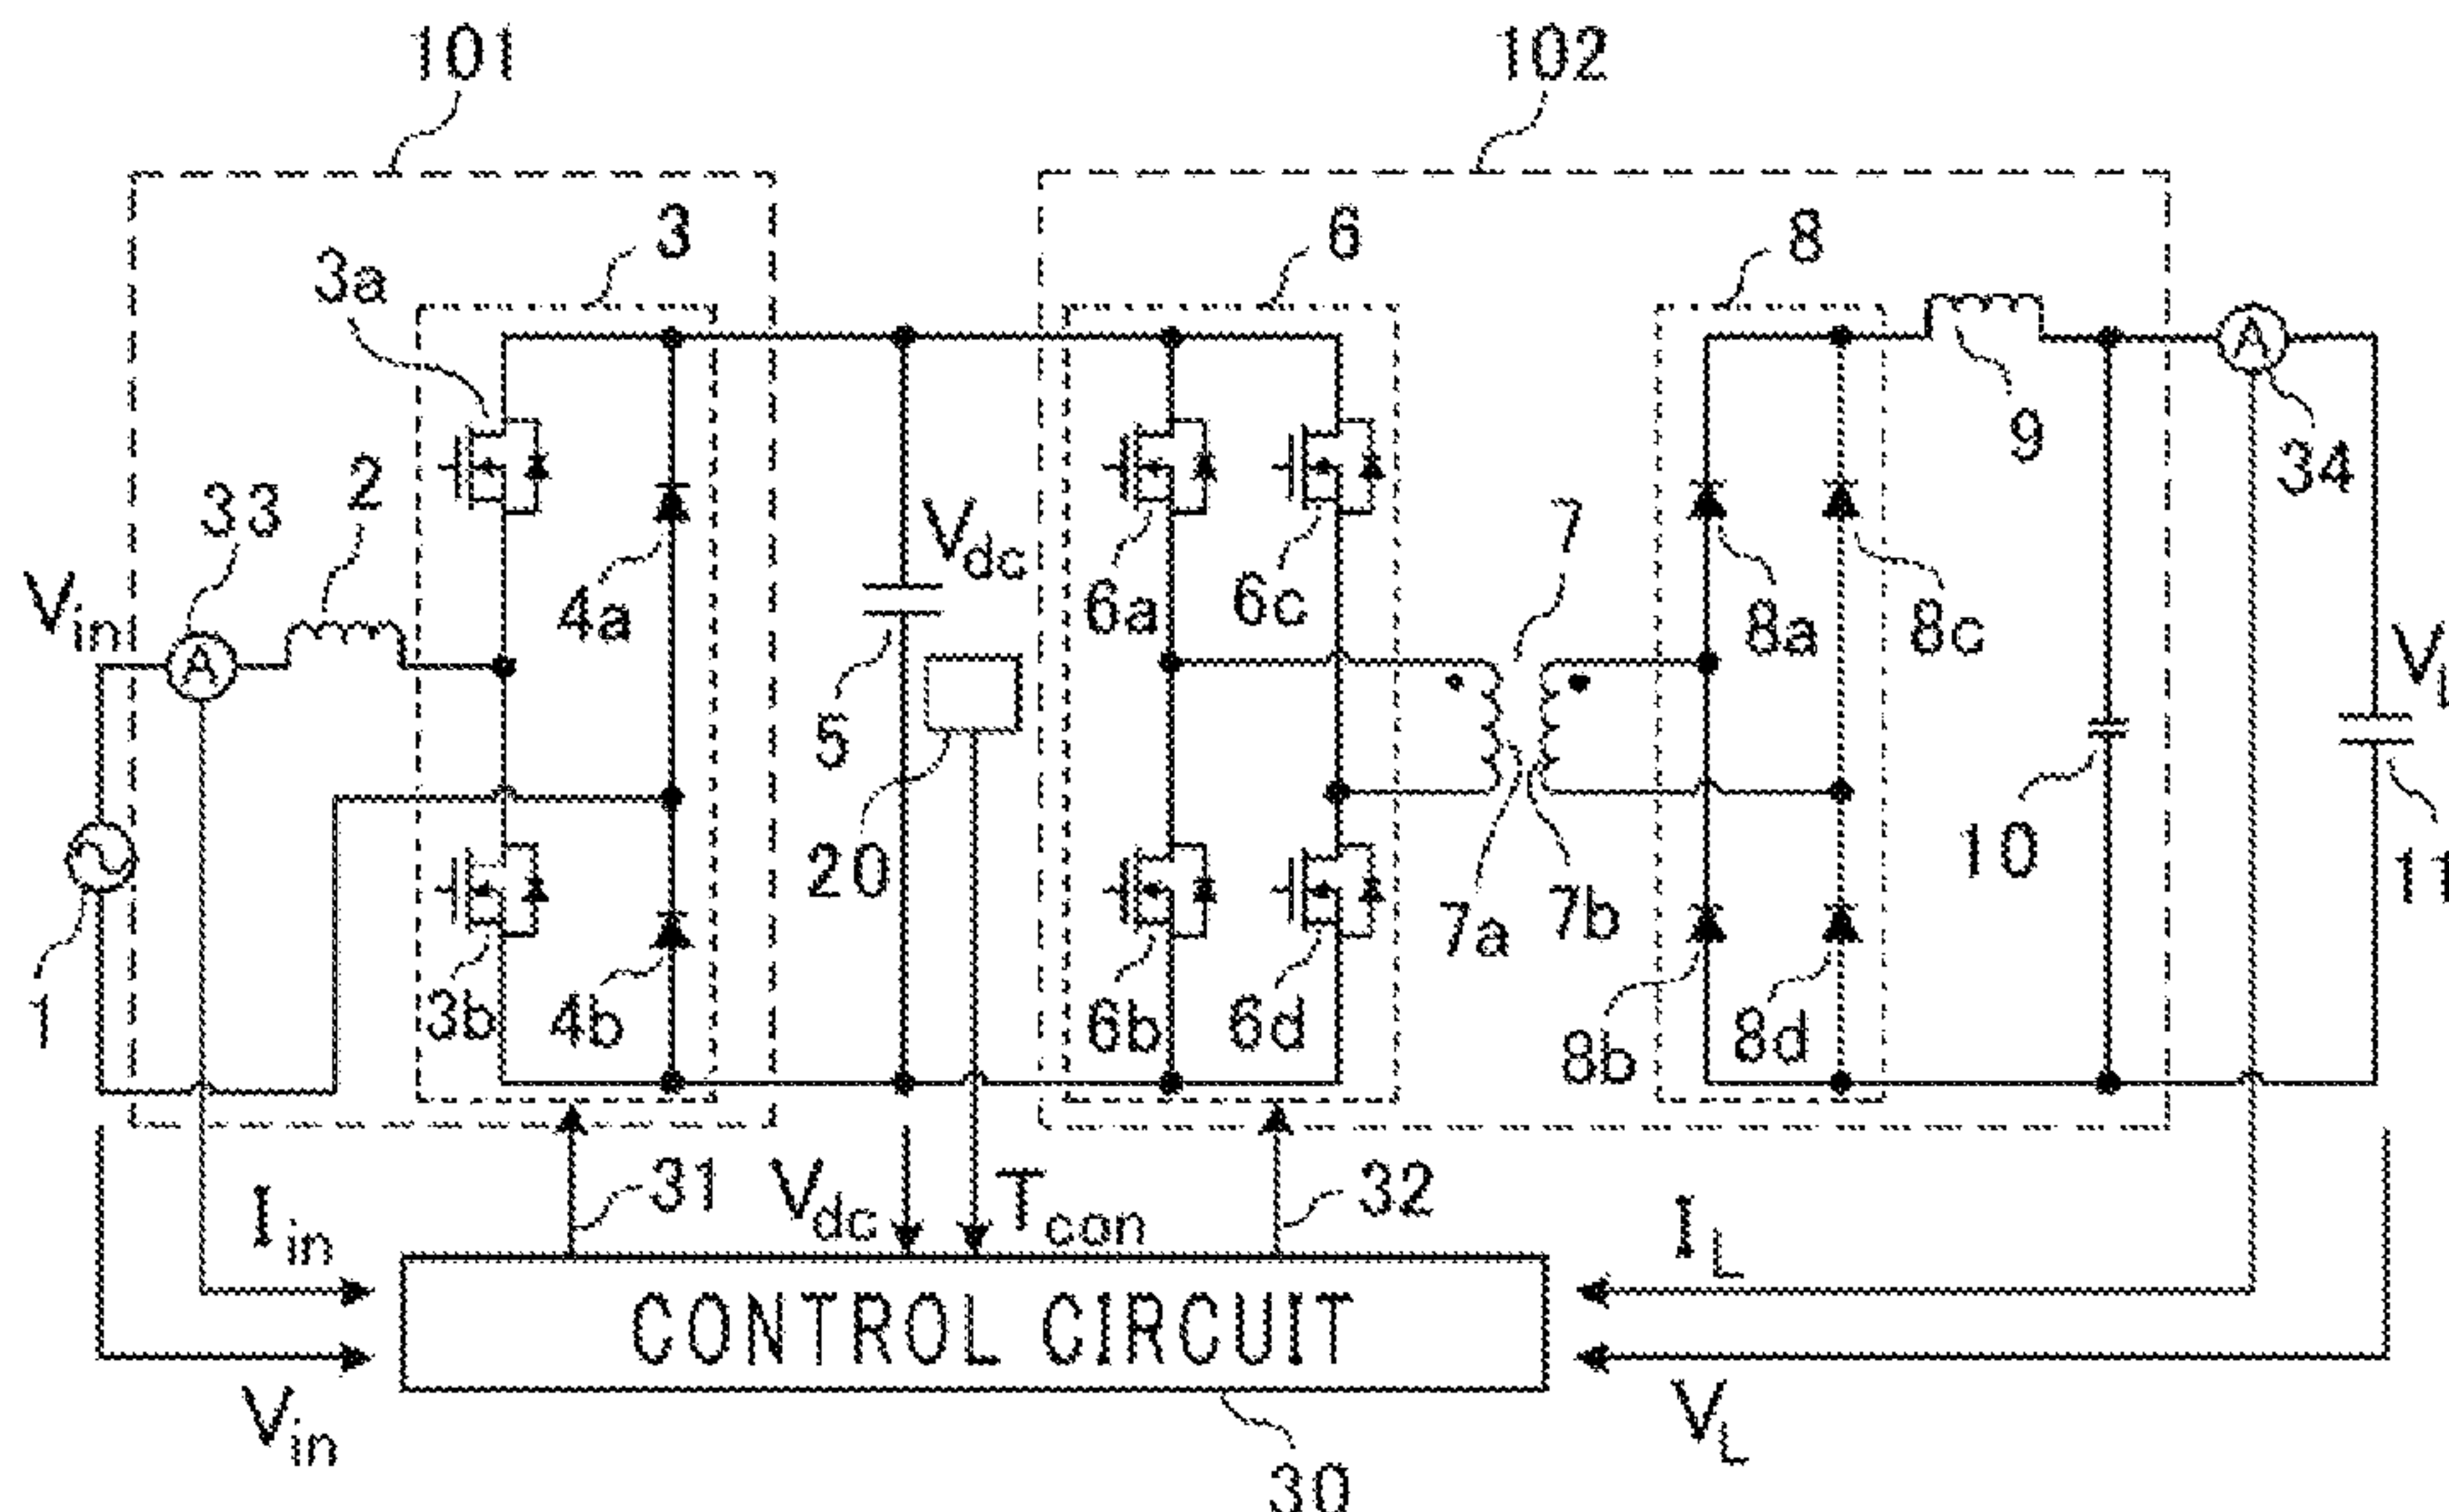 101
102
3
6
8
3a
9
34
2
33
Vdc
7
Vin
4a
6a
6c
8a
8c
5
20
10
11
1
7a
7b
3b
4b
6b
6d
8b
8d
31
Vdc
Tcon
32
Iin
IL
CONTROL CIRCUIT
Vin
VL
30